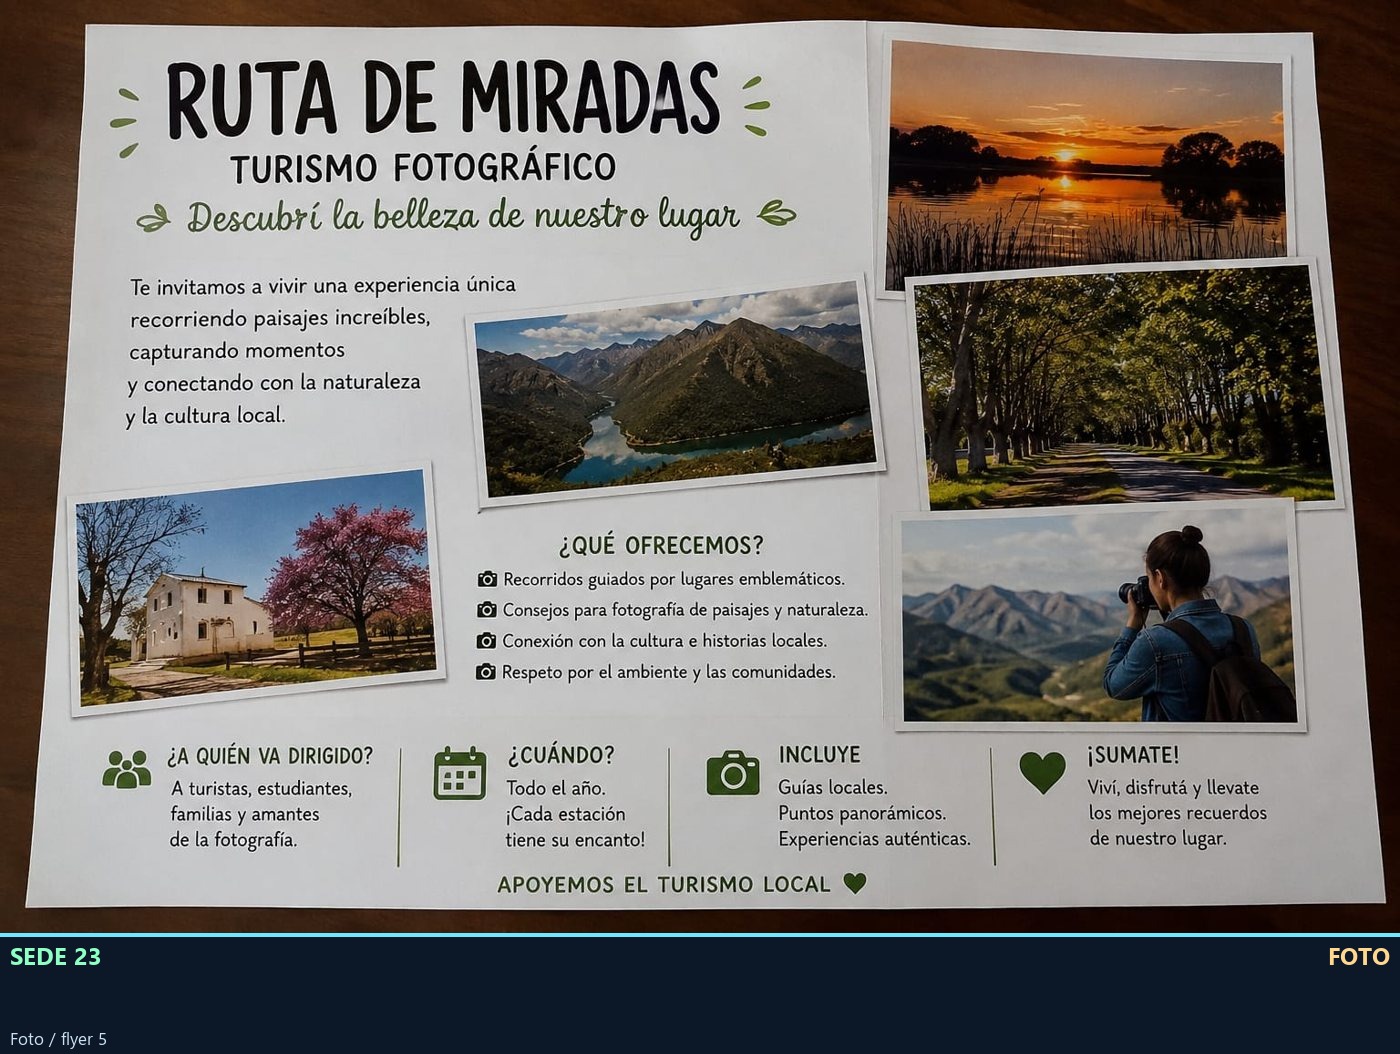 RUTA DE MIRADAS
TURISMO FOTOGRÁFICO
Descubrí la belleza de nuestro lugar
Te invitamos a vivir una experiencia única
recorriendo paisajes increíbles,
capturando momentos
y conectando con la naturaleza
y la cultura local.
¿QUÉ OFRECEMOS?
Recorridos guiados por lugares emblemáticos.
Consejos para fotografía de paisajes y naturaleza.
Conexión con la cultura e historias locales.
Respeto por el ambiente y las comunidades.
¿A QUIÉN VA DIRIGIDO?
A turistas, estudiantes,
familias y amantes
de la fotografía.
¿CUÁNDO?
Todo el año.
¡Cada estación
tiene su encanto!
INCLUYE
Guías locales.
Puntos panorámicos.
Experiencias auténticas.
¡SUMATE!
Viví, disfrutá y llevate
los mejores recuerdos
de nuestro lugar.
APOYEMOS EL TURISMO LOCAL
SEDE 23
FOTO
Foto / flyer 5